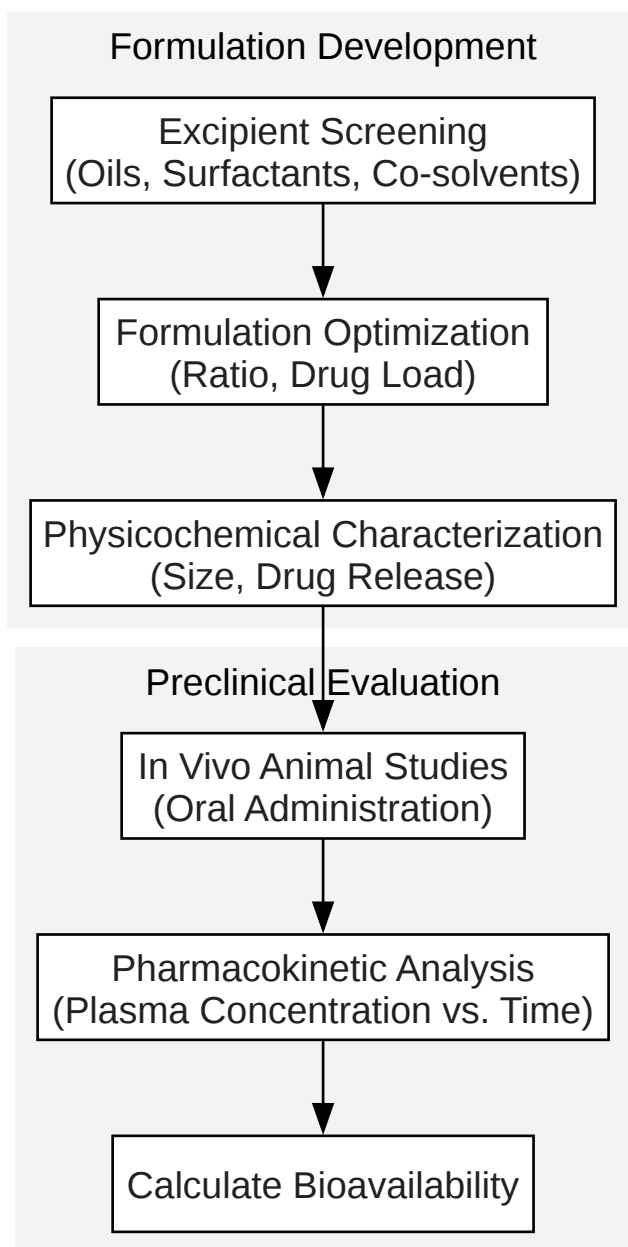 Formulation Development
Excipient Screening
(Oils, Surfactants, Co-solvents)
Formulation Optimization
(Ratio, Drug Load)
Physicochemical Characterization
(Size, Drug Release)
Preclinical Evaluation
In Vivo Animal Studies
(Oral Administration)
Pharmacokinetic Analysis
(Plasma Concentration vs. Time)
Calculate Bioavailability